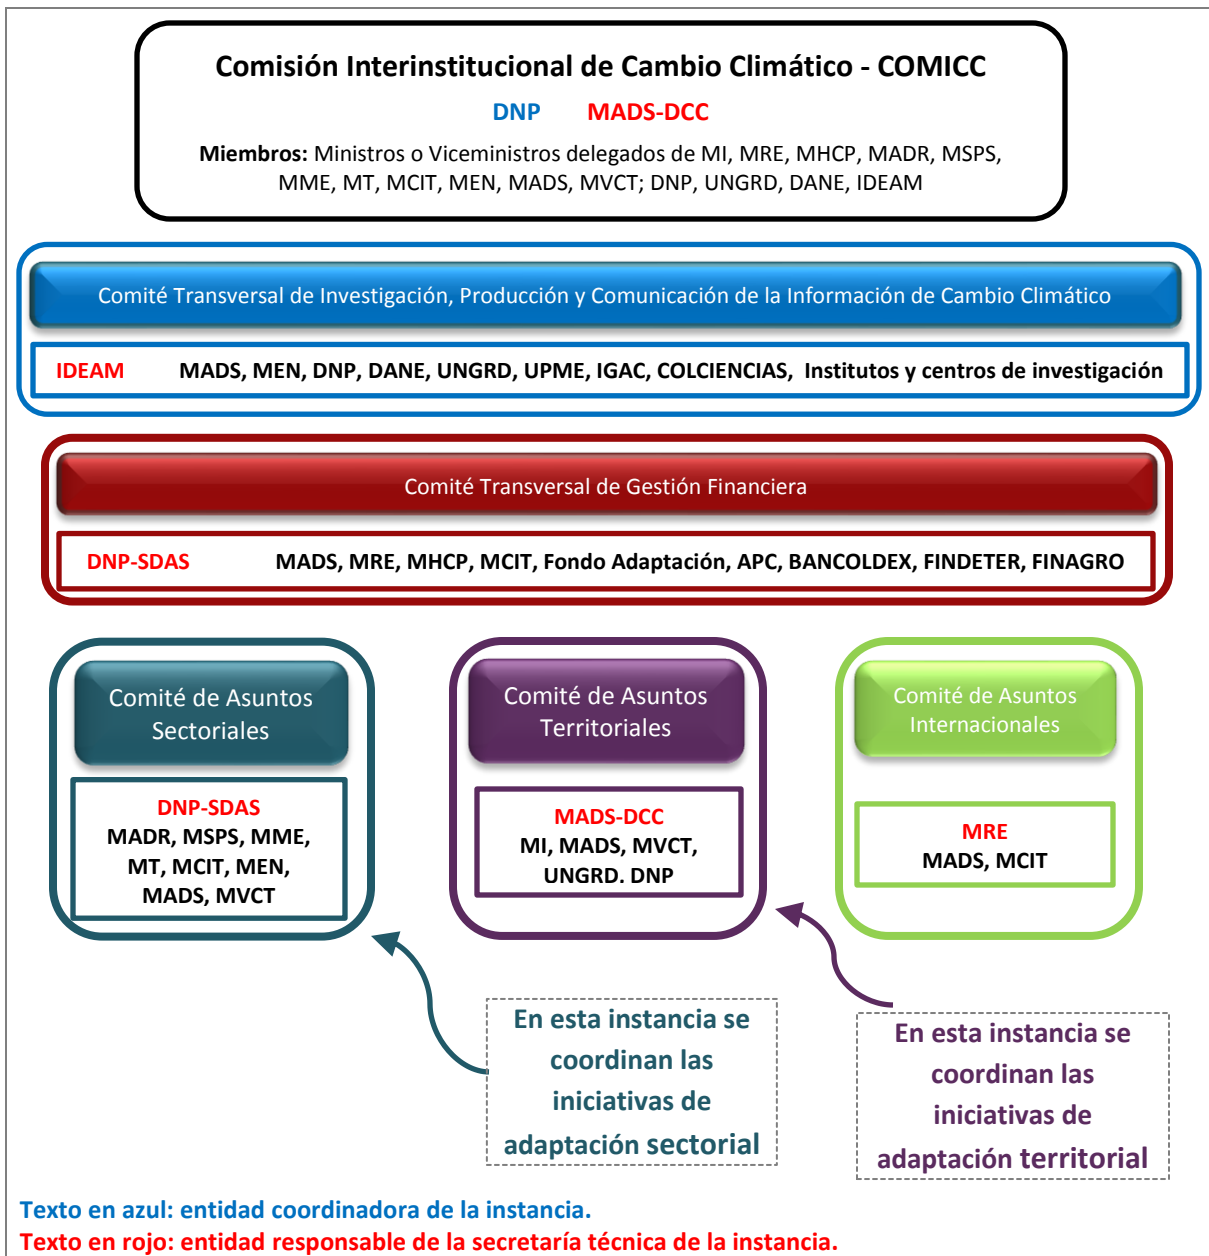 Comisión Interinstitucional de Cambio Climático - COMICC
DNP MADS-DCC
Miembros: Ministros o Viceministros delegados de MI, MRE, MHCP, MADR, MSPS,
MME, MT, MCIT, MEN, MADS, MVCT; DNP, UNGRD, DANE, IDEAM
Comité Transversal de Investigación, Producción y Comunicación de la Información de Cambio Climático
IDEAM MADS, MEN, DNP, DANE, UNGRD, UPME, IGAC, COLCIENCIAS, Institutos y centros de investigación
Comité Transversal de Gestión Financiera
DNP-SDAS MADS, MRE, MHCP, MCIT, Fondo Adaptación, APC, BANCOLDEX, FINDETER, FINAGRO
Comité de Asuntos
Sectoriales
DNP-SDAS
MADR, MSPS, MME,
MT, MCIT, MEN,
MADS, MVCT
Comité de Asuntos
Territoriales
MADS-DCC
MI, MADS, MVCT,
UNGRD. DNP
Comité de Asuntos
Internacionales
MRE
MADS, MCIT
En esta instancia se
coordinan las
iniciativas de
adaptación sectorial
En esta instancia se
coordinan las
iniciativas de
adaptación territorial
Texto en azul: entidad coordinadora de la instancia.
Texto en rojo: entidad responsable de la secretaría técnica de la instancia.